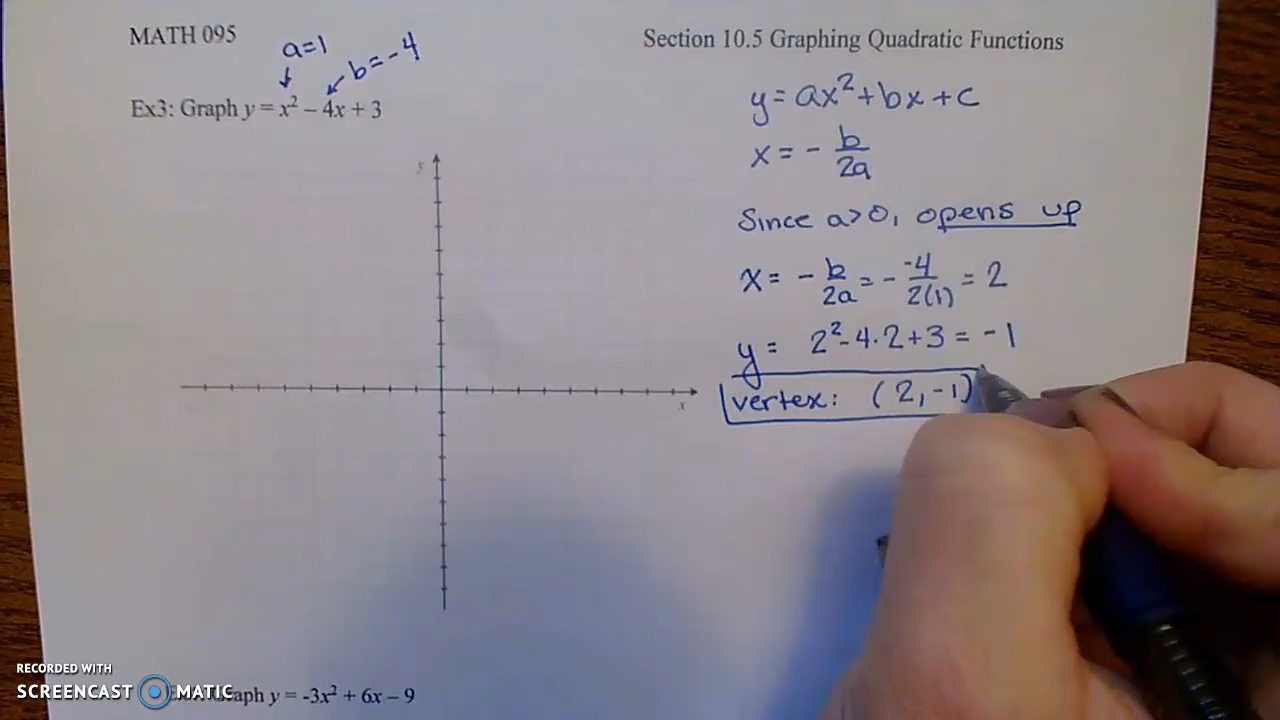 MATH 095
Section 10.5 Graphing Quadratic Functions
a=1
b=-4
Ex3: Graph y = x² – 4x + 3
y
x
y = ax² + bx + c
x = - b/2a
Since a>0, opens up
x = - b/2a = - -4/2(1) = 2
y = 2² - 4·2 + 3 = -1
vertex: (2, -1)
RECORDED WITH
SCREENCAST MATIC
raph y = -3x² + 6x – 9